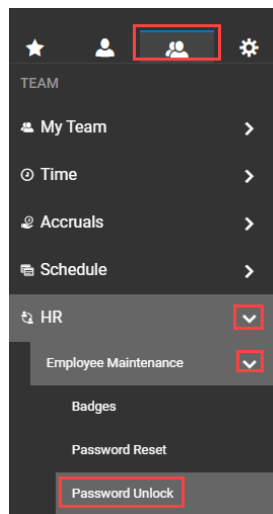 TEAM
My Team
Time
Accruals
Schedule
HR
Employee Maintenance
Badges
Password Reset
Password Unlock